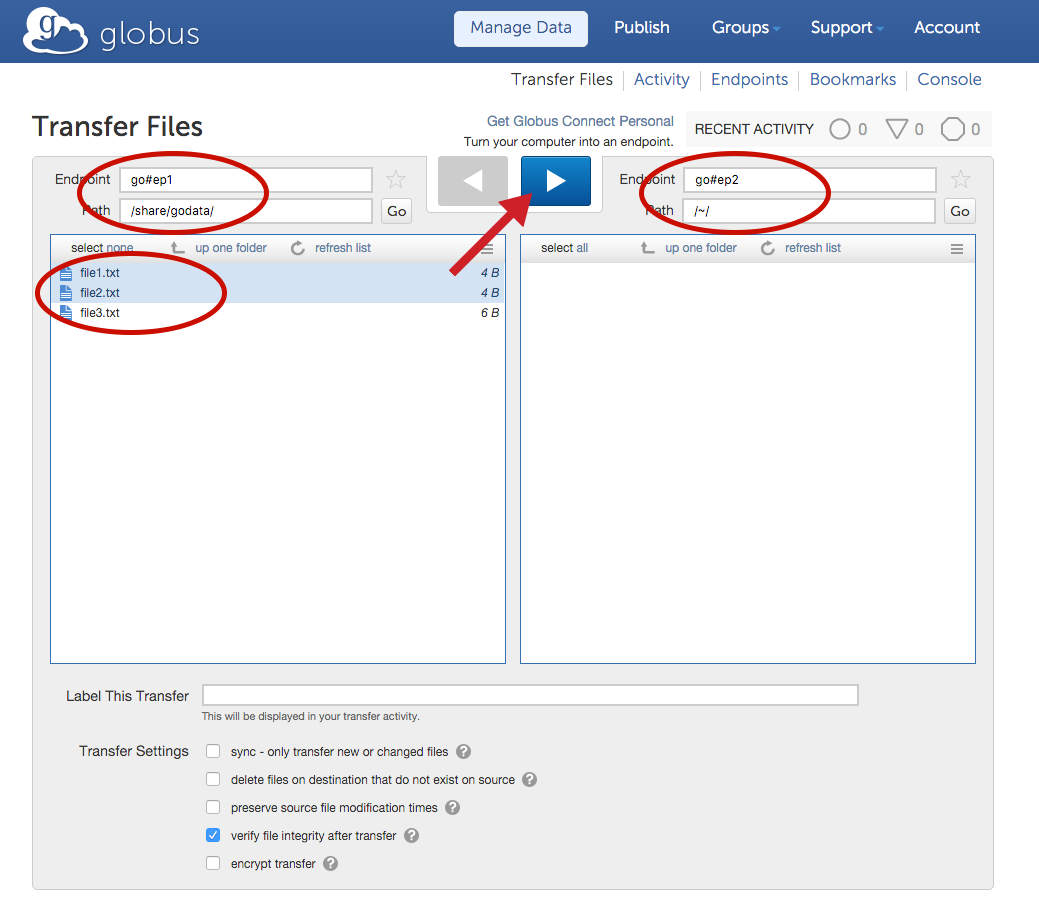 globus
Manage Data Publish Groups Support Account
Transfer Files Activity Endpoints Bookmarks Console
Transfer Files
Get Globus Connect Personal
Turn your computer into an endpoint.
RECENT ACTIVITY 0 0 0
Endpoint go#ep1
Path /share/godata/ Go
Endpoint go#ep2
Path /~/ Go
select none up one folder refresh list
file1.txt 4 B
file2.txt 4 B
file3.txt 6 B
select all up one folder refresh list
Label This Transfer
This will be displayed in your transfer activity.
Transfer Settings
sync - only transfer new or changed files ?
delete files on destination that do not exist on source ?
preserve source file modification times ?
verify file integrity after transfer ?
encrypt transfer ?